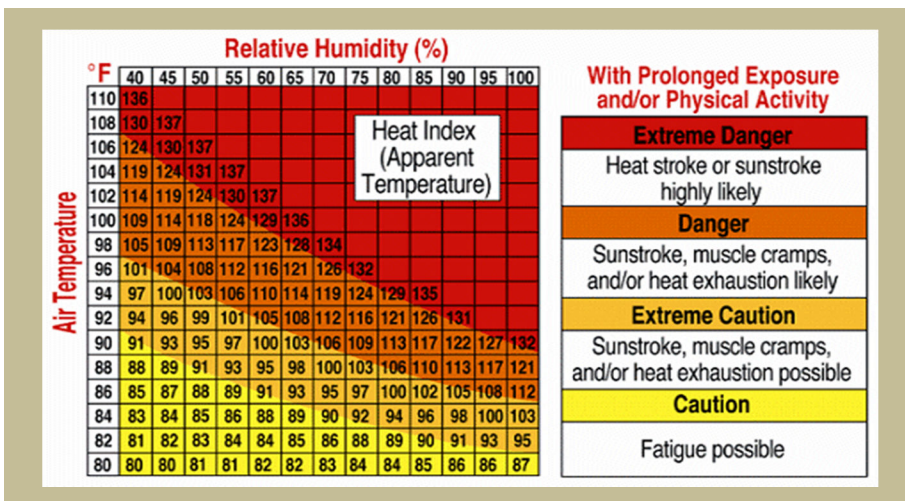 Relative Humidity (%)
°F 40 45 50 55 60 65 70 75 80 85 90 95 100
110 136
108 130 137
106 124 130 137
104 119 124 131 137
102 114 119 124 130 137
100 109 114 118 124 129 136
98 105 109 113 117 123 128 134
96 101 104 108 112 116 121 126 132
94 97 100 103 106 110 114 119 124 129 135
92 94 96 99 101 105 108 112 116 121 126 131
90 91 93 95 97 100 103 106 109 113 117 122 127 132
88 88 89 91 93 95 98 100 103 106 110 113 117 121
86 85 87 88 89 91 93 95 97 100 102 105 108 112
84 83 84 85 86 88 89 90 92 94 96 98 100 103
82 81 82 83 84 84 85 86 88 89 90 91 93 95
80 80 80 81 81 82 82 83 84 84 85 86 86 87
Air Temperature
Heat Index
(Apparent
Temperature)
With Prolonged Exposure
and/or Physical Activity
Extreme Danger
Heat stroke or sunstroke
highly likely
Danger
Sunstroke, muscle cramps,
and/or heat exhaustion likely
Extreme Caution
Sunstroke, muscle cramps,
and/or heat exhaustion possible
Caution
Fatigue possible